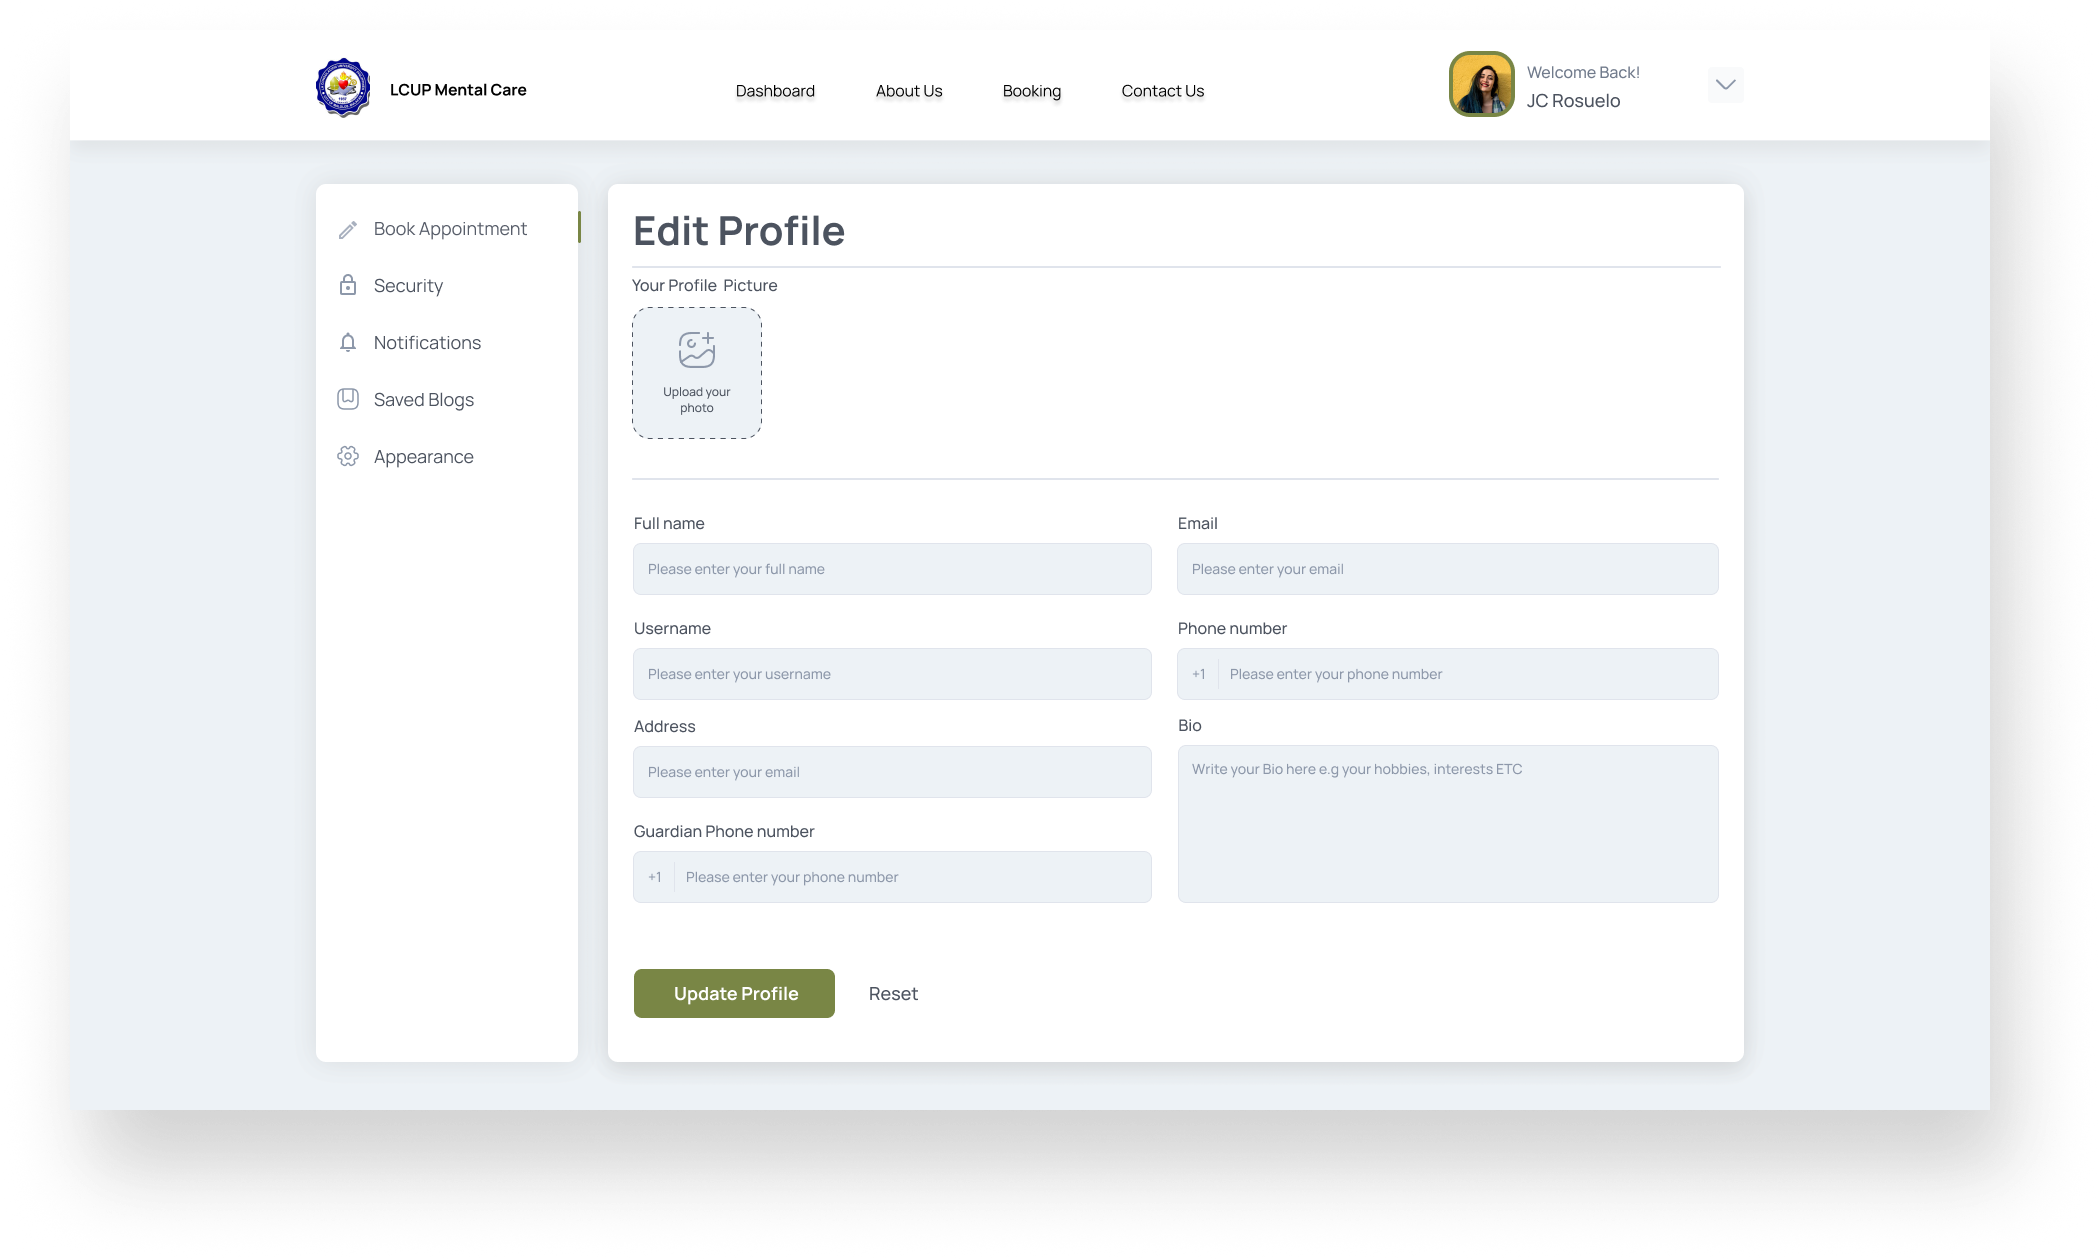 LCUP Mental Care
Dashboard
About Us
Booking
Contact Us
Welcome Back!
JC Rosuelo
Book Appointment
Security
Notifications
Saved Blogs
Appearance
Edit Profile
Your Profile Picture
Upload your
photo
Full name
Please enter your full name
Email
Please enter your email
Username
Please enter your username
Phone number
+1 Please enter your phone number
Address
Please enter your email
Bio
Write your Bio here e.g your hobbies, interests ETC
Guardian Phone number
+1 Please enter your phone number
Update Profile
Reset